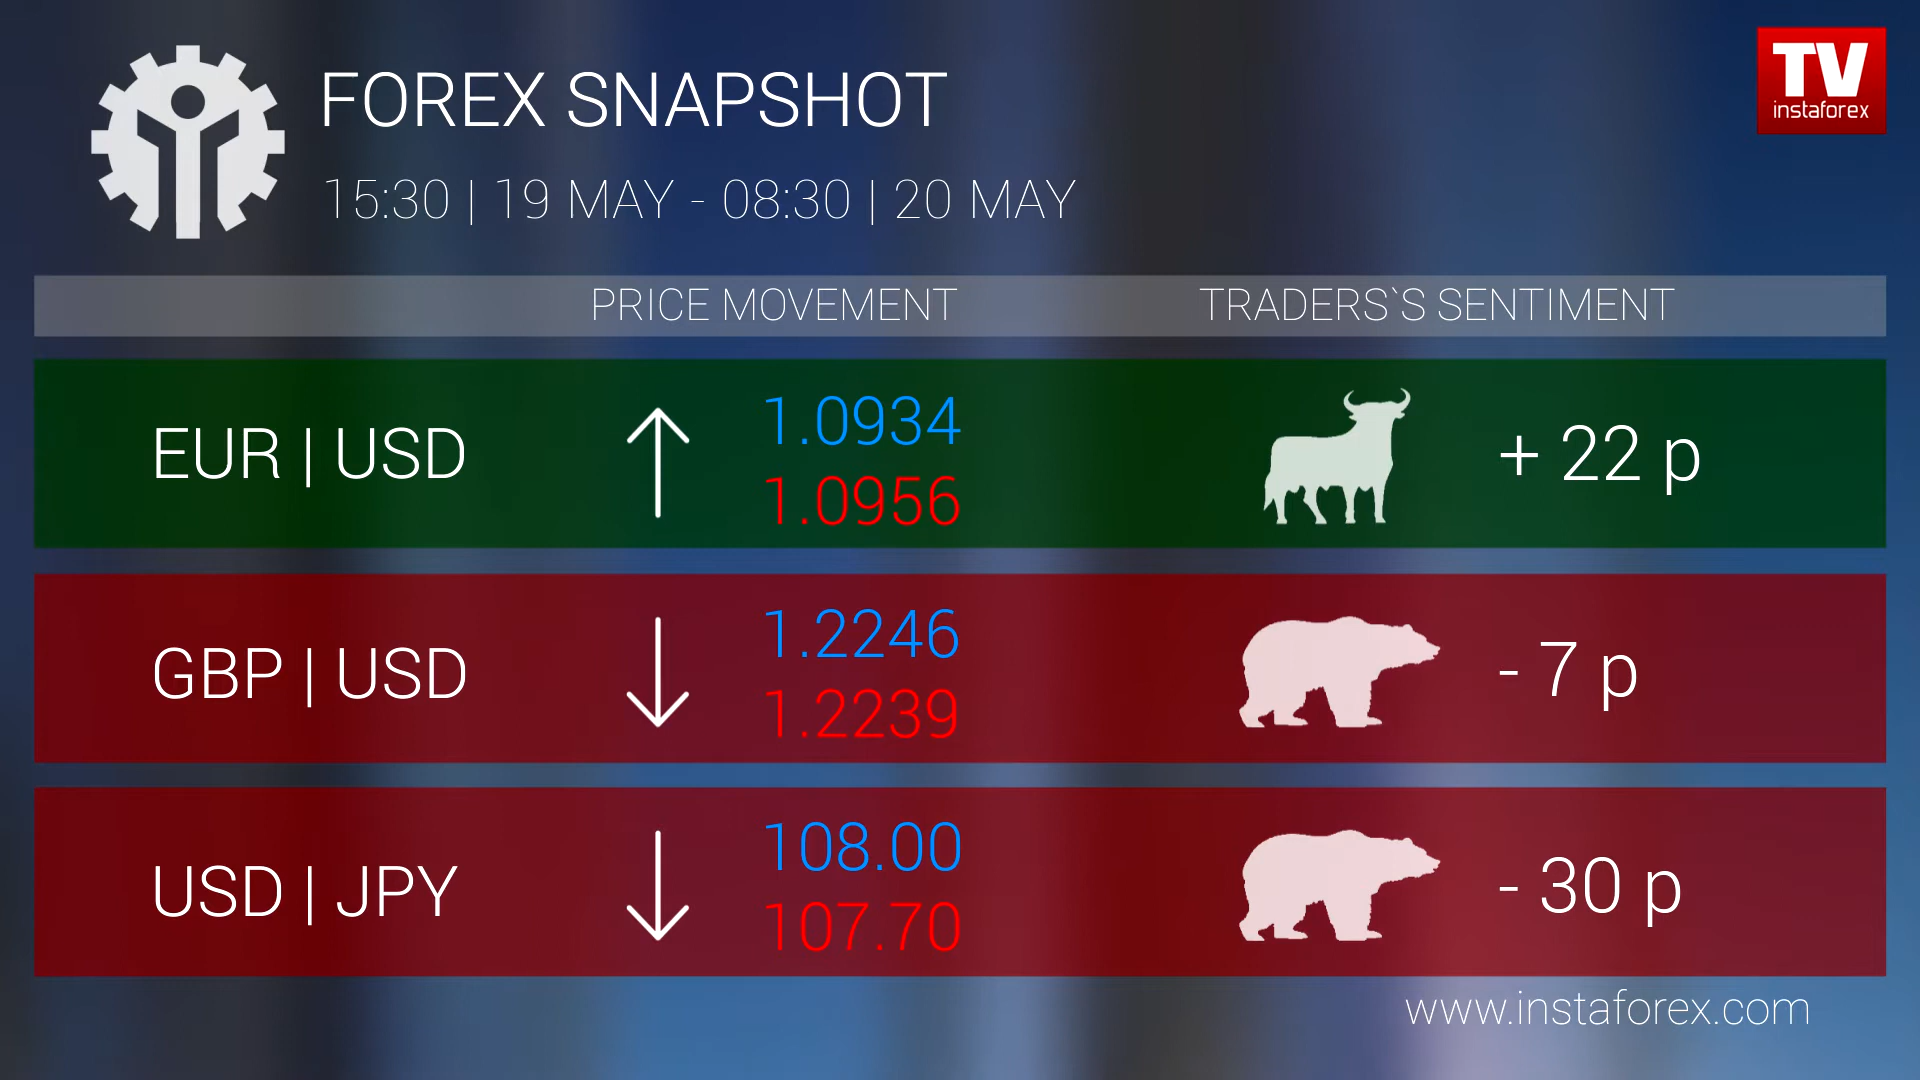 FOREX SNAPSHOT
TV
instaforex
15:30 | 19 MAY - 08:30 | 20 MAY
PRICE MOVEMENT TRADERS`S SENTIMENT
EUR | USD 1.0934 + 22 p
1.0956
GBP | USD 1.2246 - 7 p
1.2239
USD | JPY 108.00 - 30 p
107.70
www.instaforex.com